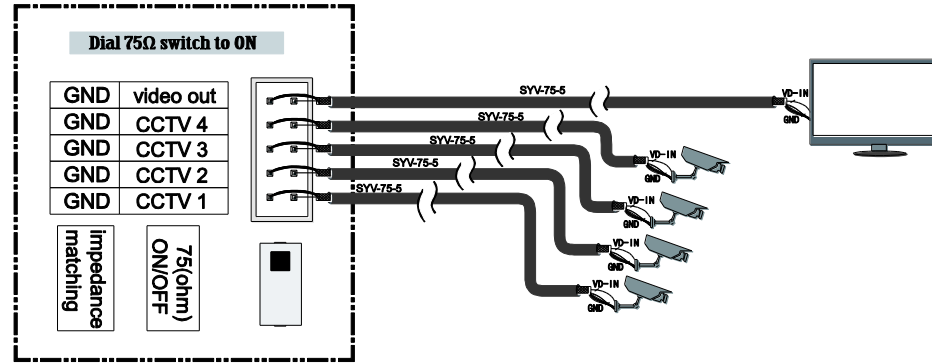 Dial 75Ω switch to ON
GND video out
GND CCTV 4
GND CCTV 3
GND CCTV 2
GND CCTV 1
impedance
matching
75(ohm)
ON/OFF
SYV-75-5
SYV-75-5
SYV-75-5
SYV-75-5
SYV-75-5
VD-IN
GND
VD-IN
GND
VD-IN
GND
VD-IN
GND
VD-IN
GND